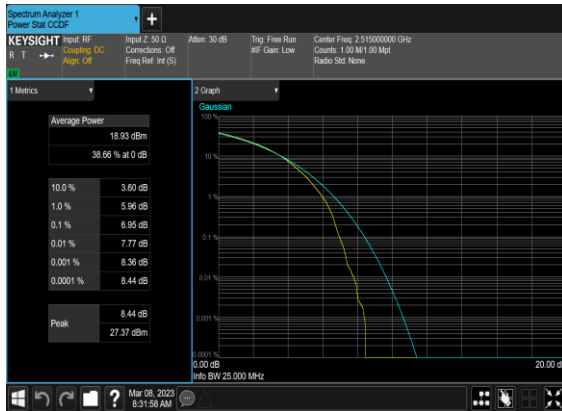 Spectrum Analyzer 1
Power Stat CCDF
+
KEYSIGHT
R T
LXI
Input: RF
Coupling: DC
Align: Off
Input Z: 50 Ω
Corrections: Off
Freq Ref: Int (S)
Atten: 30 dB
Trig: Free Run
#IF Gain: Low
Center Freq: 2.515000000 GHz
Counts: 1.00 M/1.00 Mpt
Radio Std: None
1 Metrics
Average Power
18.93 dBm
38.66 % at 0 dB
10.0 % 3.60 dB
1.0 % 5.96 dB
0.1 % 6.95 dB
0.01 % 7.77 dB
0.001 % 8.36 dB
0.0001 % 8.44 dB
Peak
8.44 dB
27.37 dBm
2 Graph
Gaussian
100 %
10 %
1 %
0.1 %
0.01 %
0.001 %
0.0001 %
0.00 dB
20.00 d
Info BW 25.000 MHz
?
Mar 08, 2023
8:31:58 AM